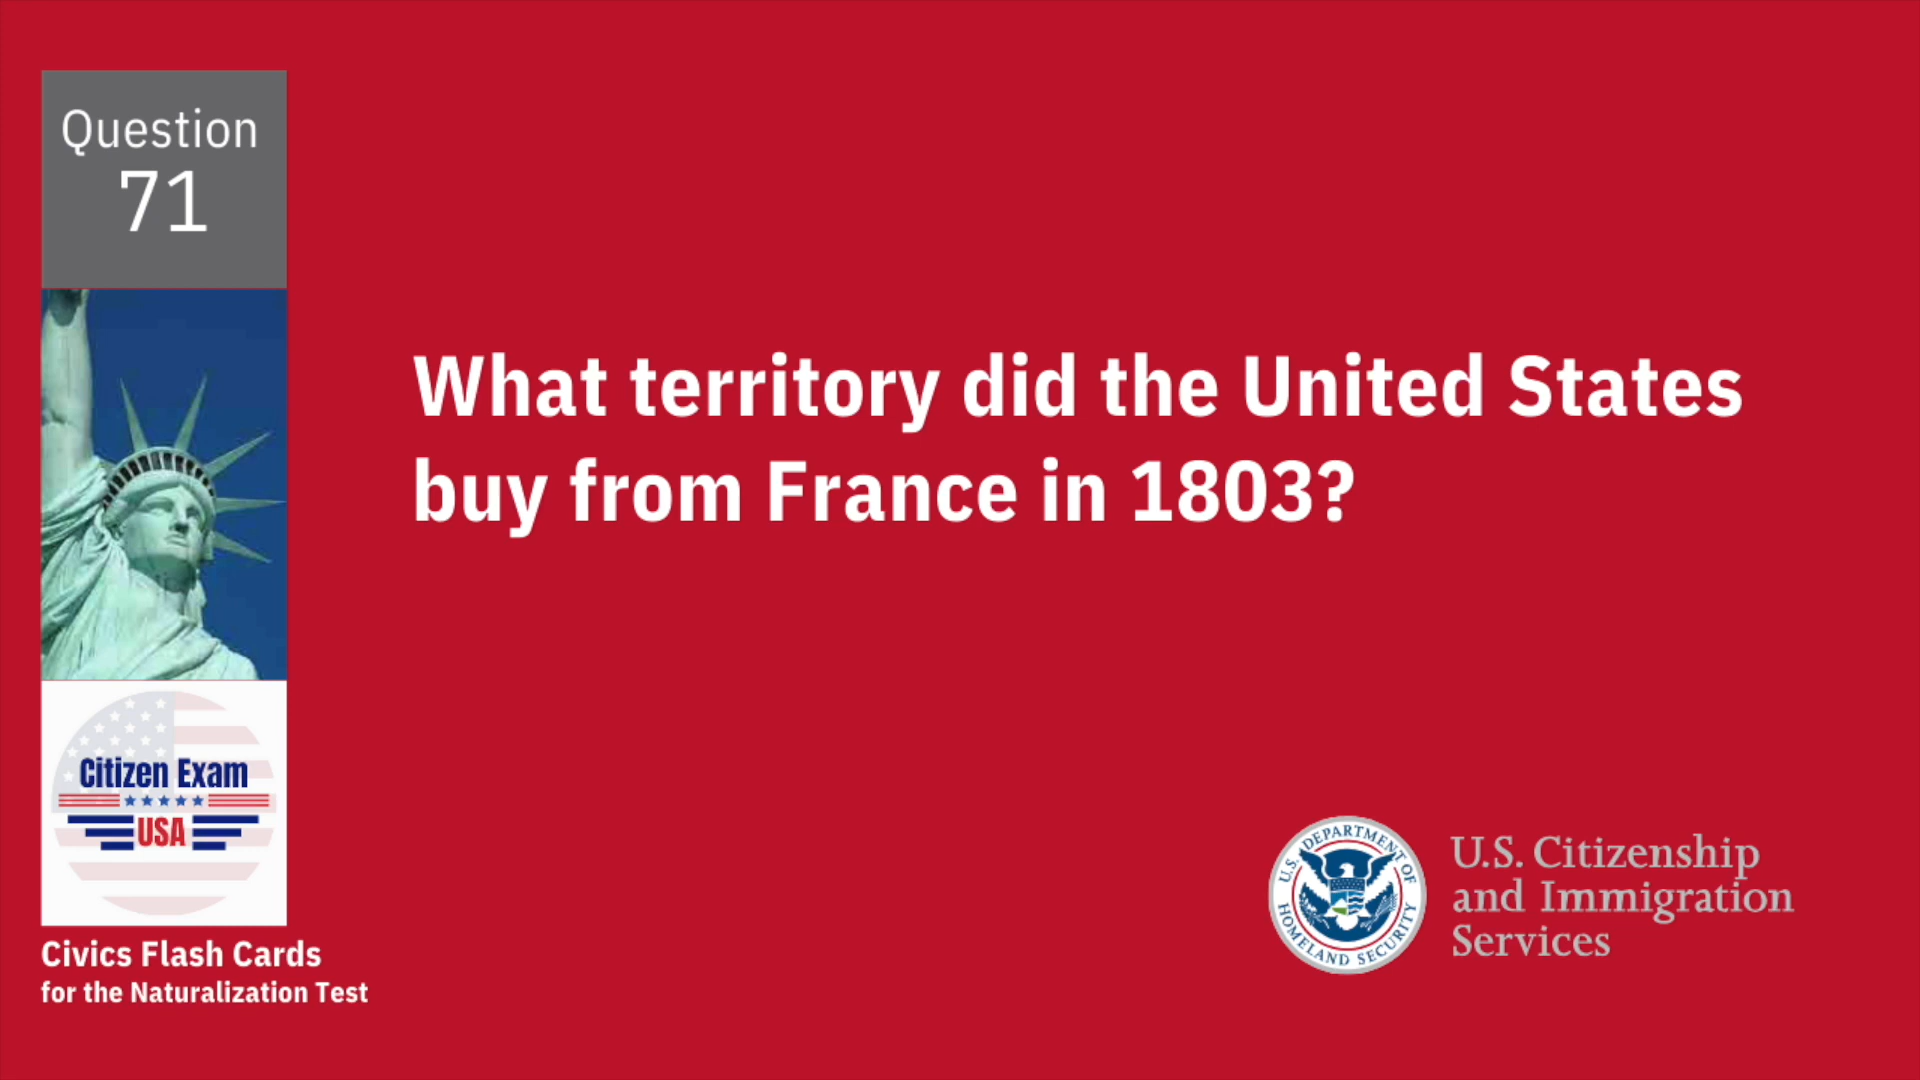 Question
71
What territory did the United States
buy from France in 1803?
Citizen Exam
USA
Civics Flash Cards
for the Naturalization Test
U.S. DEPARTMENT OF
HOMELAND SECURITY
U.S. Citizenship
and Immigration
Services